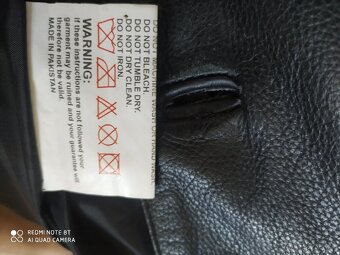 DO NOT MACHINE WASH OR HAND WASH.
DO NOT BLEACH.
DO NOT TUMBLE DRY.
DO NOT DRY CLEAN.
DO NOT IRON.
WARNING:
If these instructions are not followed your
garment may be ruined and your guarantee will
therefore not be valid.
MADE IN PAKISTAN
REDMI NOTE 8T
AI QUAD CAMERA